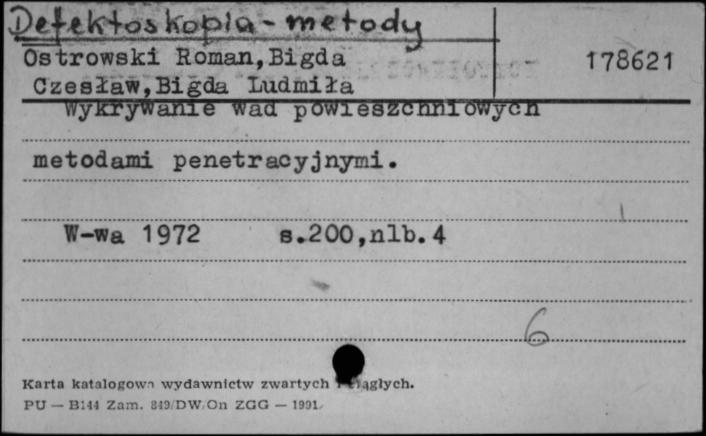 Defektoskopia - metody
Ostrowski Roman,Bigda
178621
Czesław,Bigda Ludmiła
Wykrywanie wad powieszchniowych
metodami penetracyjnymi.
W-wa 1972 s.200,nlb.4
6
Karta katalogowa wydawnictw zwartych i ciągłych.
PU — B144 Zam. 849/DW/On ZGG — 1991